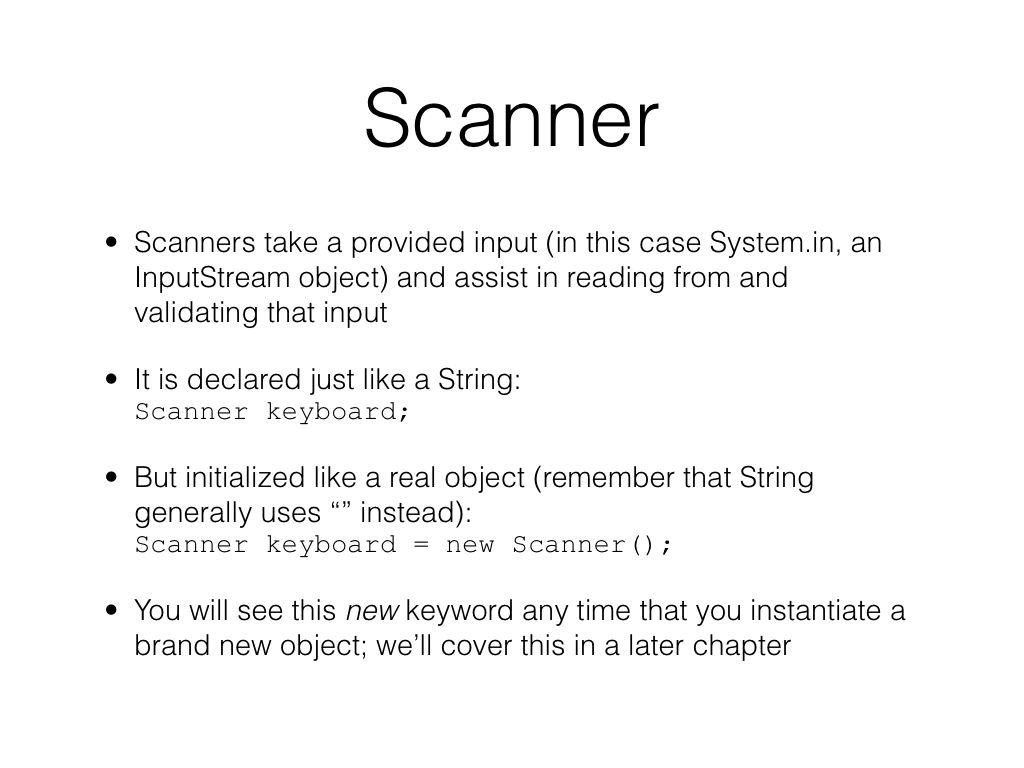 Scanner
• Scanners take a provided input (in this case System.in, an
InputStream object) and assist in reading from and
validating that input
• It is declared just like a String:
Scanner keyboard;
• But initialized like a real object (remember that String
generally uses “” instead):
Scanner keyboard = new Scanner();
• You will see this new keyword any time that you instantiate a
brand new object; we’ll cover this in a later chapter